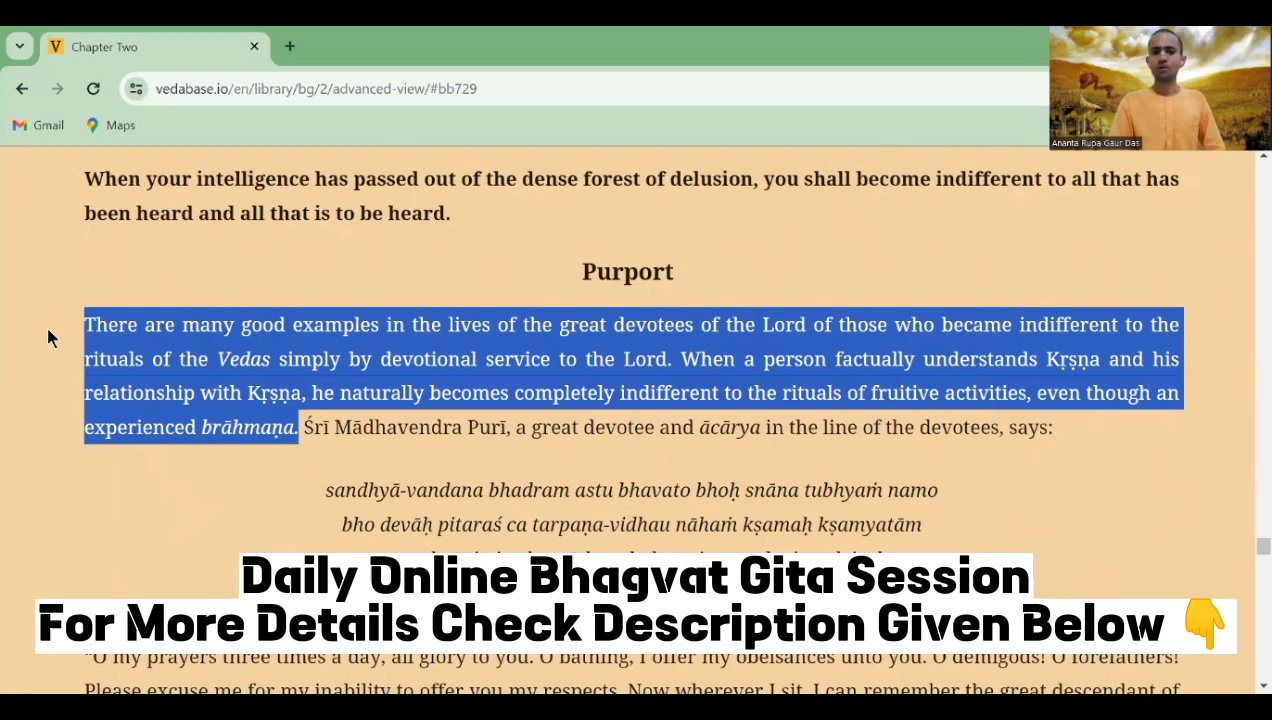 Chapter Two
vedabase.io/en/library/bg/2/advanced-view/#bb729
Gmail Maps
Ananta Rupa Gaur Das
When your intelligence has passed out of the dense forest of delusion, you shall become indifferent to all that has
been heard and all that is to be heard.
Purport
There are many good examples in the lives of the great devotees of the Lord of those who became indifferent to the
rituals of the Vedas simply by devotional service to the Lord. When a person factually understands Kṛṣṇa and his
relationship with Kṛṣṇa, he naturally becomes completely indifferent to the rituals of fruitive activities, even though an
experienced brāhmaṇa. Śrī Mādhavendra Purī, a great devotee and ācārya in the line of the devotees, says:
sandhyā-vandana bhadram astu bhavato bhoḥ snāna tubhyaṁ namo
bho devāḥ pitaraś ca tarpaṇa-vidhau nāhaṁ kṣamaḥ kṣamyatām
Daily Online Bhagvat Gita Session
For More Details Check Description Given Below 👇
“O my prayers three times a day, all glory to you. O bathing, I offer my obeisances unto you. O demigods! O forefathers!
Please excuse me for my inability to offer you my respects. Now wherever I sit, I can remember the great descendant of